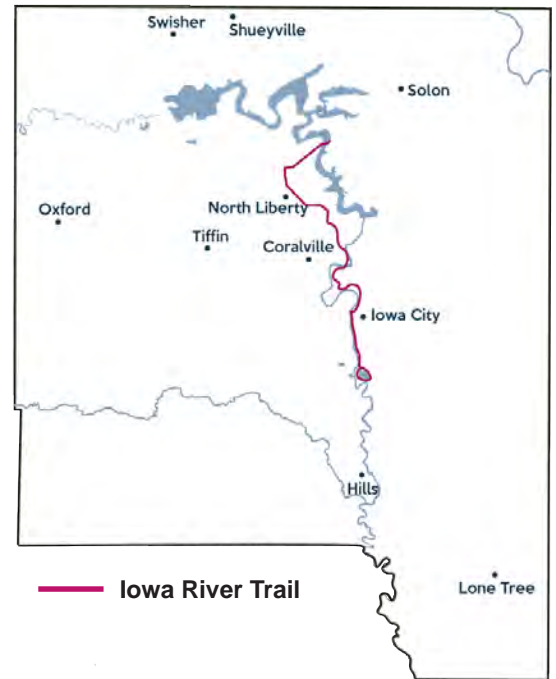 Swisher
Shueyville
Solon
North Liberty
Oxford
Tiffin
Coralville
Iowa City
Hills
Iowa River Trail
Lone Tree